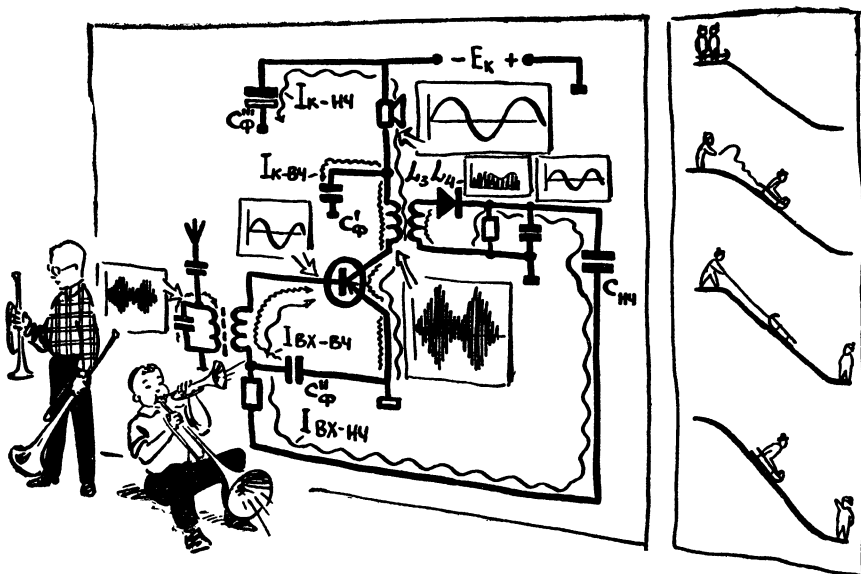 - Eк +
Iк-нч
Cф'''
Iк-вч
Cф'
L3 L4
Cнч
Iвх-вч
Cф''
Iвх-нч